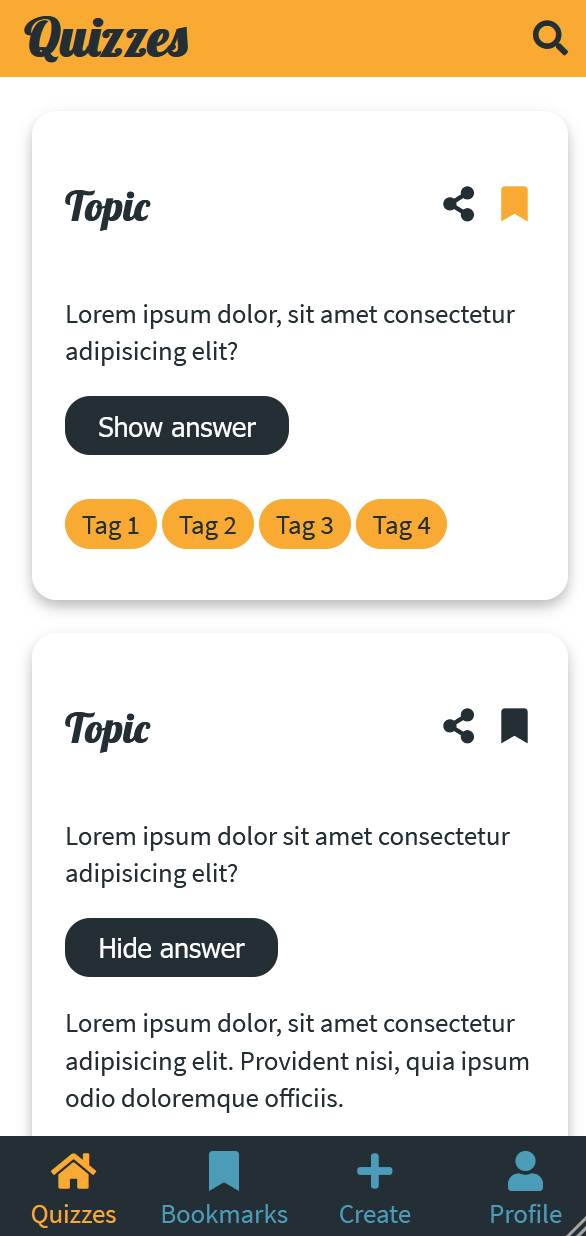 Quizzes
Topic
Lorem ipsum dolor, sit amet consectetur
adipisicing elit?
Show answer
Tag 1 Tag 2 Tag 3 Tag 4
Topic
Lorem ipsum dolor sit amet consectetur
adipisicing elit?
Hide answer
Lorem ipsum dolor, sit amet consectetur
adipisicing elit. Provident nisi, quia ipsum
odio doloremque officiis.
Quizzes Bookmarks Create Profile